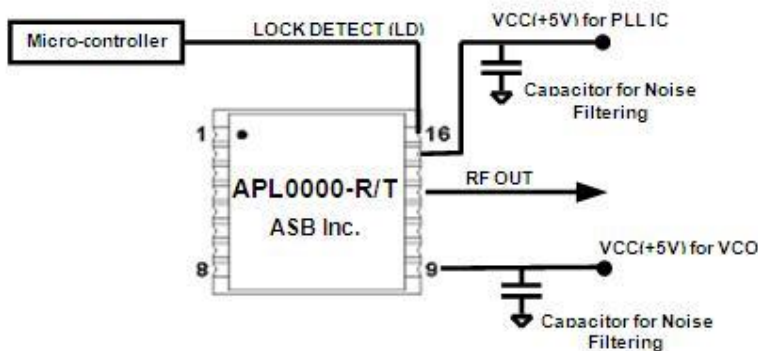 Micro-controller
LOCK DETECT (LD)
VCC(+5V) for PLL IC
Capacitor for Noise
Filtering
1
16
APL0000-R/T
ASB Inc.
RF OUT
8
9
VCC(+5V) for VCO
Capacitor for Noise
Filtering